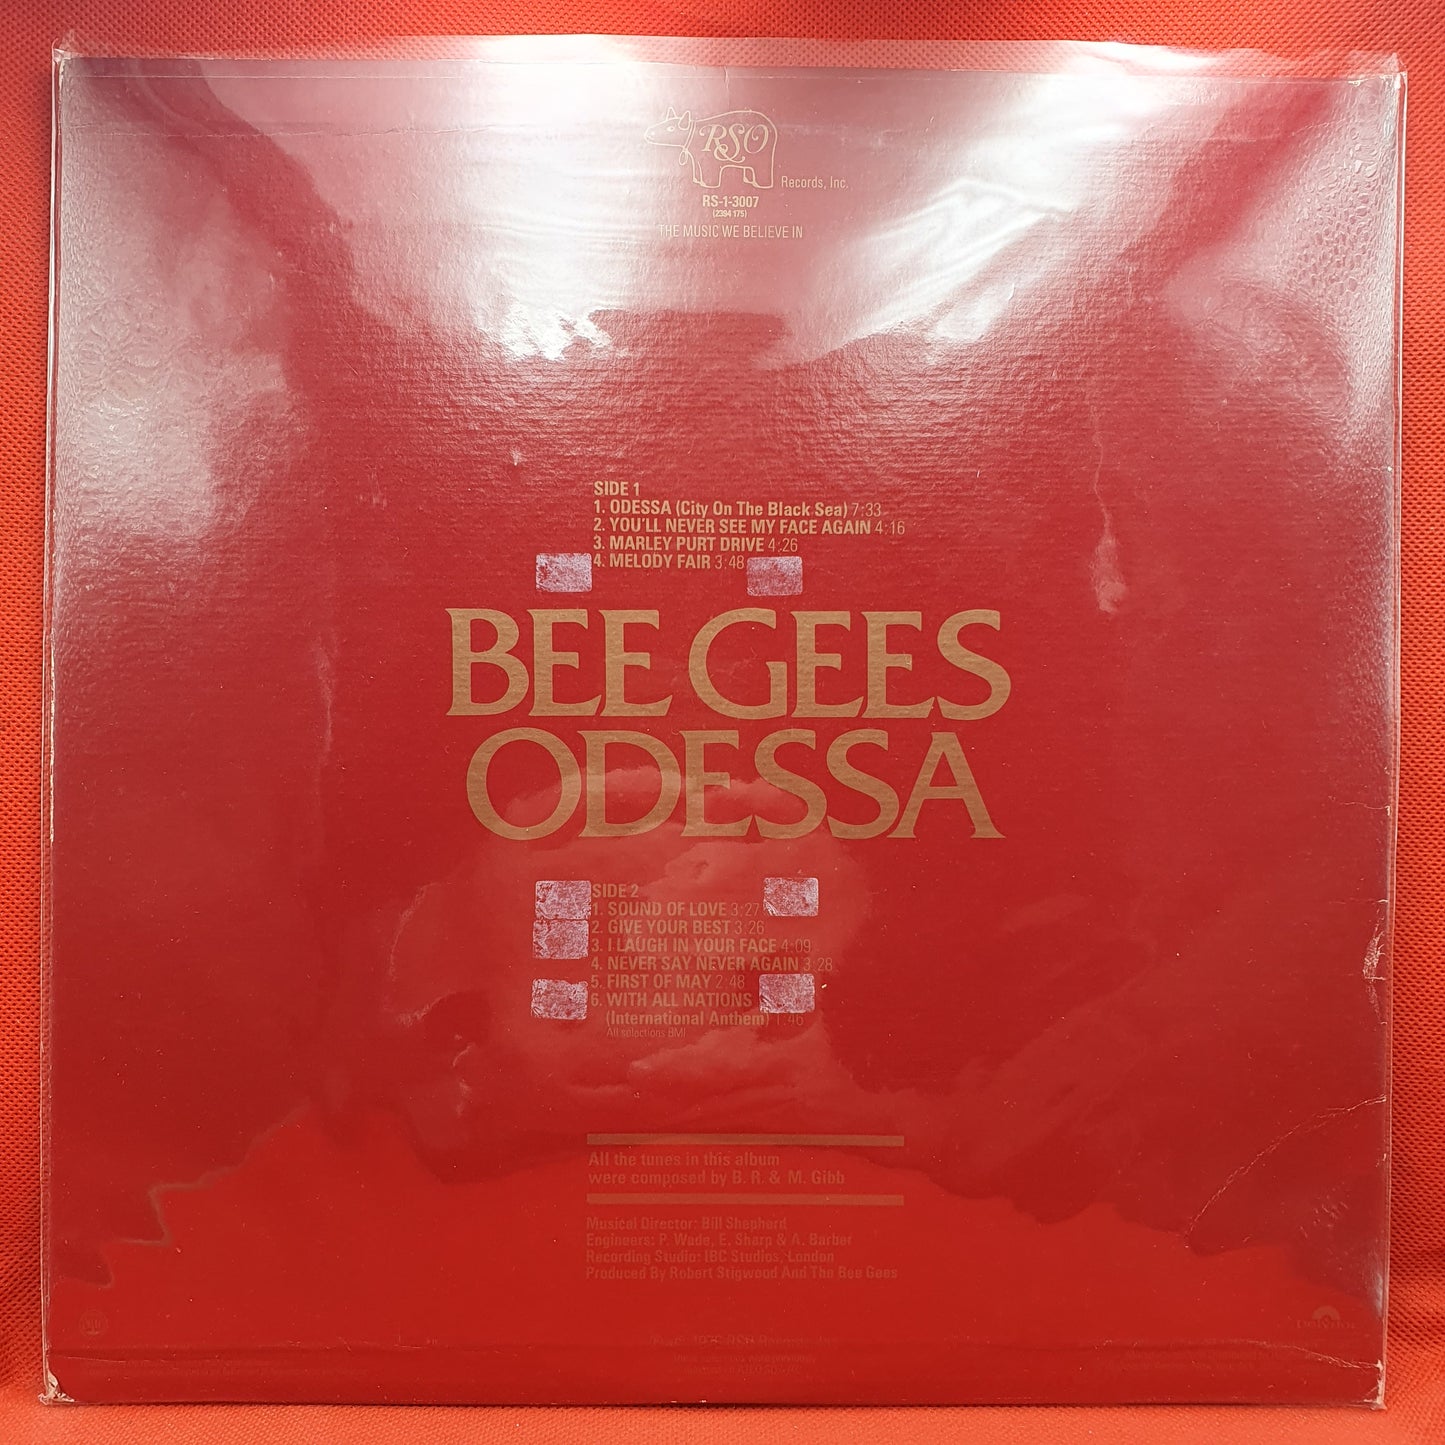 RSO
Records, Inc.
RS-1-3007
(2394 175)
THE MUSIC WE BELIEVE IN
SIDE 1
1. ODESSA (City On The Black Sea) 7:33
2. YOU'LL NEVER SEE MY FACE AGAIN 4:16
3. MARLEY PURT DRIVE 4:26
4. MELODY FAIR 3:48
BEE GEES
ODESSA
SIDE 2
1. SOUND OF LOVE 3:27
2. GIVE YOUR BEST 3:26
3. I LAUGH IN YOUR FACE 4:09
4. NEVER SAY NEVER AGAIN 3:28
5. FIRST OF MAY 2:48
6. WITH ALL NATIONS
(International Anthem) 1:46
All selections BMI
All the tunes in this album
were composed by B. R. & M. Gibb
Musical Director: Bill Shepherd
Engineers: P. Wade, E. Sharp & A. Barber
Recording Studio: IBC Studios, London
Produced By Robert Stigwood And The Bee Gees